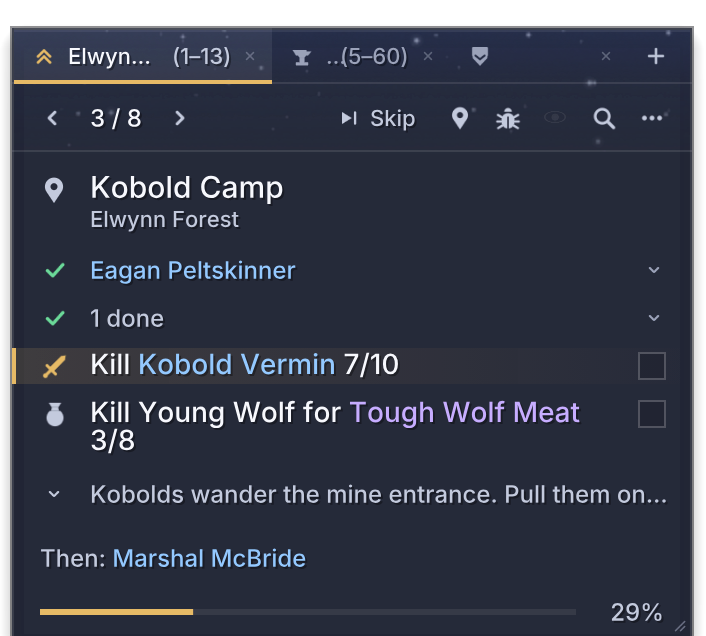 Elwyn... (1–13) × ...(5–60) × × +
3 / 8 Skip
Kobold Camp
Elwynn Forest
Eagan Peltskinner
1 done
Kill Kobold Vermin 7/10
Kill Young Wolf for Tough Wolf Meat
3/8
Kobolds wander the mine entrance. Pull them on...
Then: Marshal McBride
29%